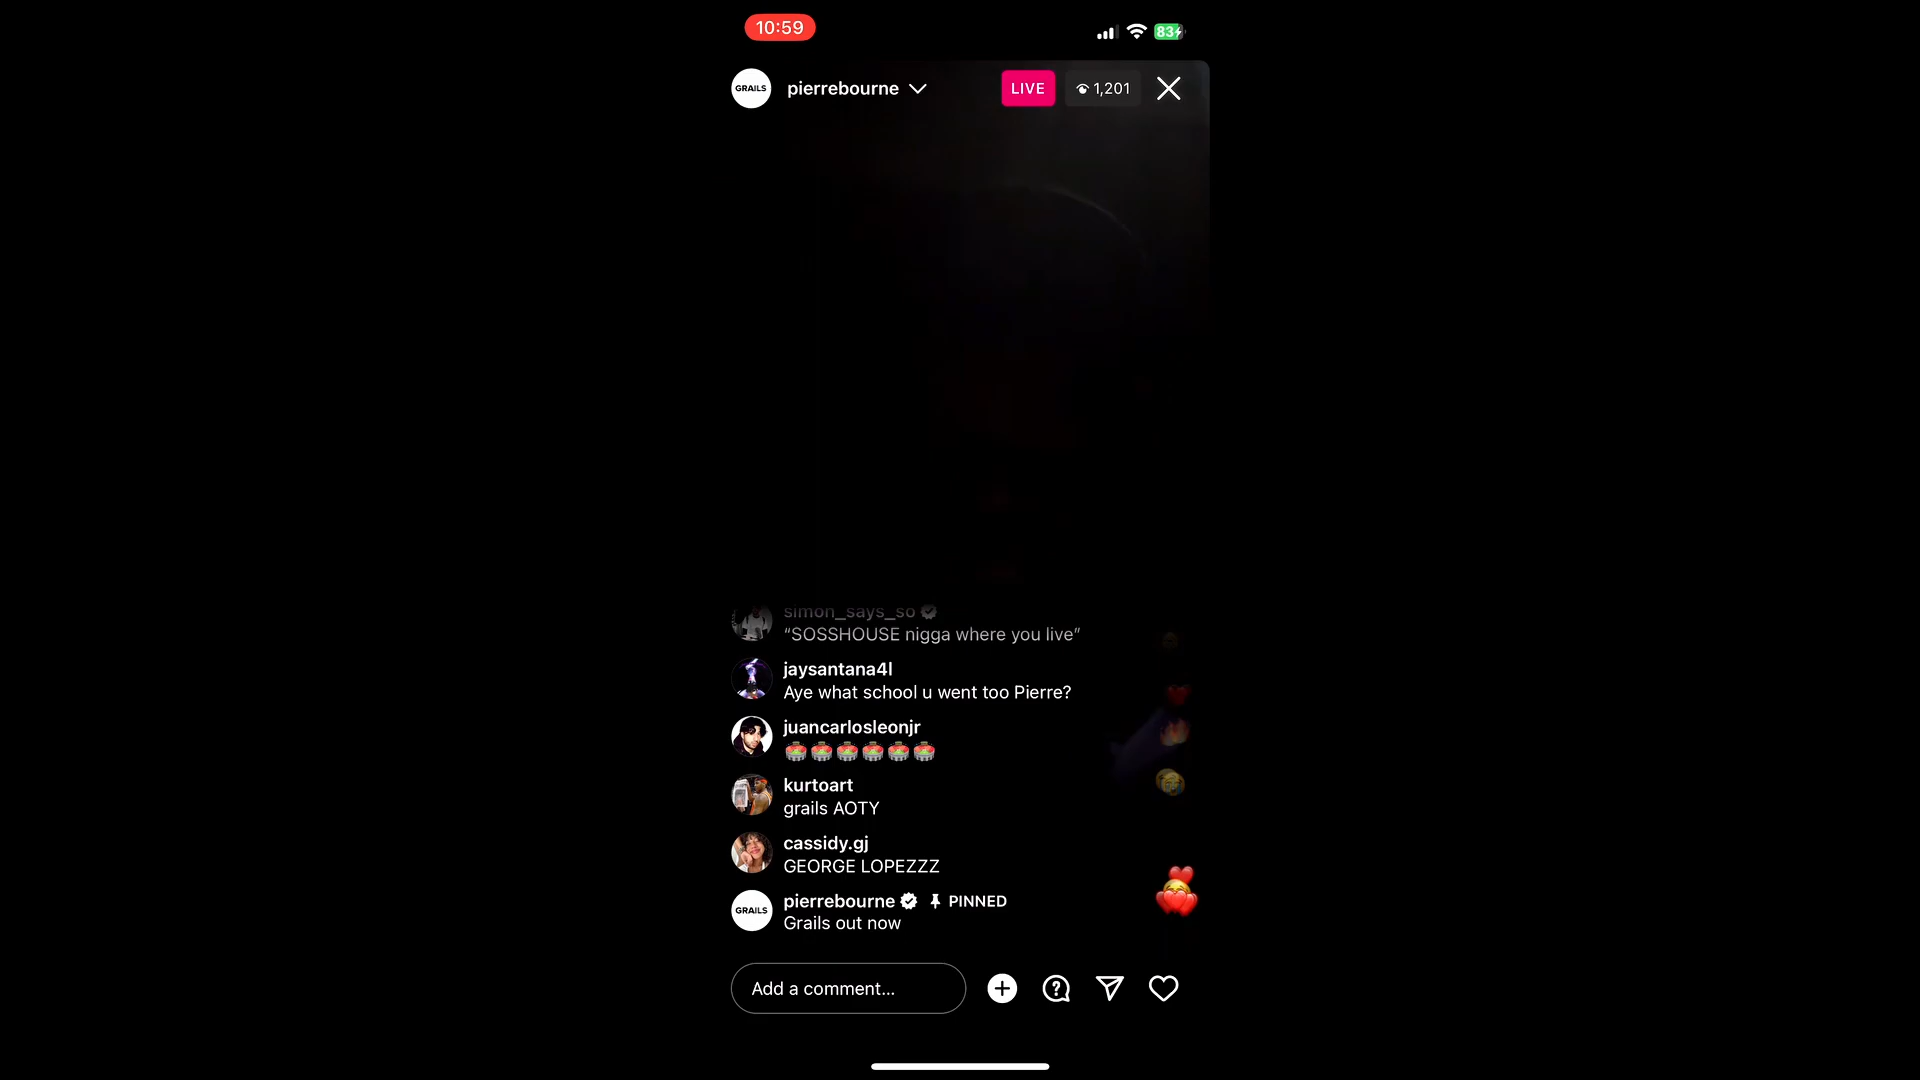 10:59
83
GRAILS
pierrebourne
LIVE
1,201
simon_says_so
“SOSSHOUSE nigga where you live”
jaysantana4l
Aye what school u went too Pierre?
juancarlosleonjr
kurtoart
grails AOTY
cassidy.gj
GEORGE LOPEZZZ
GRAILS
pierrebourne PINNED
Grails out now
Add a comment...